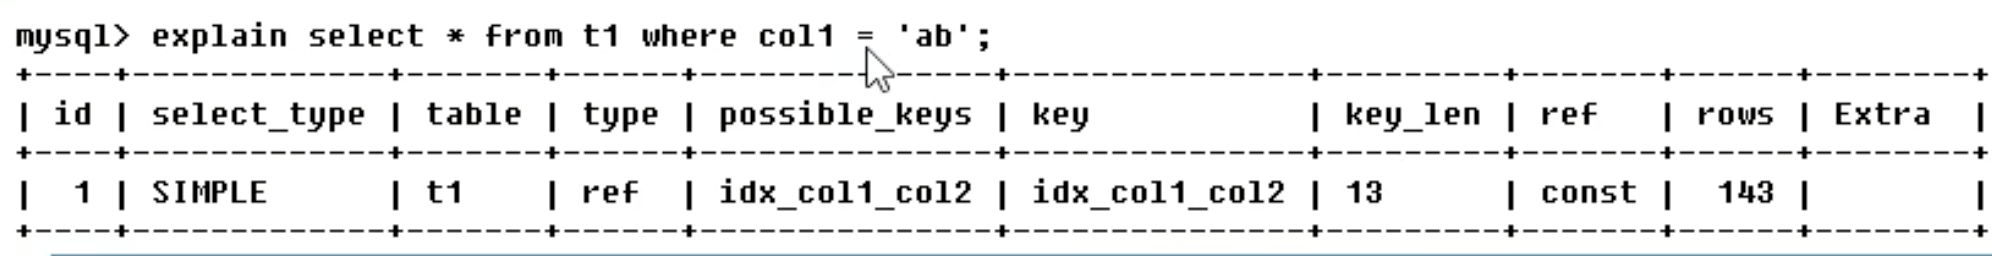 mysql> explain select * from t1 where col1 = 'ab';
+----+-------------+-------+------+---------------+---------------+---------+-------+------+--------+
| id | select_type | table | type | possible_keys | key           | key_len | ref   | rows | Extra  |
+----+-------------+-------+------+---------------+---------------+---------+-------+------+--------+
|  1 | SIMPLE      | t1    | ref  | idx_col1_col2 | idx_col1_col2 | 13      | const |  143 |        |
+----+-------------+-------+------+---------------+---------------+---------+-------+------+--------+